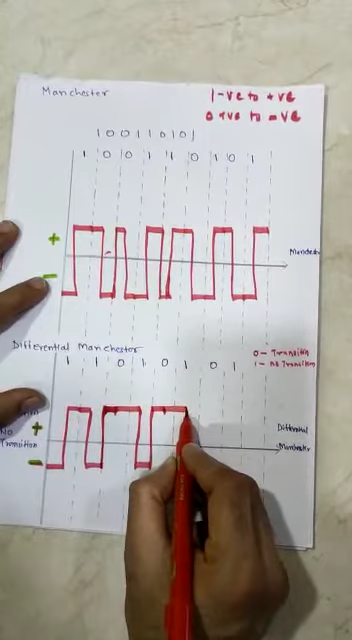 Manchester
1 -ve to +ve
0 +ve to -ve
10011010 1
1 0 0 1 1 0 1 0 1
+
Manchester
-
Differential Manchester
0 - Transition
1 - No Transition
1 1 0 1 0 1 0 1
+
Differential
No
Transition
Manchester
-